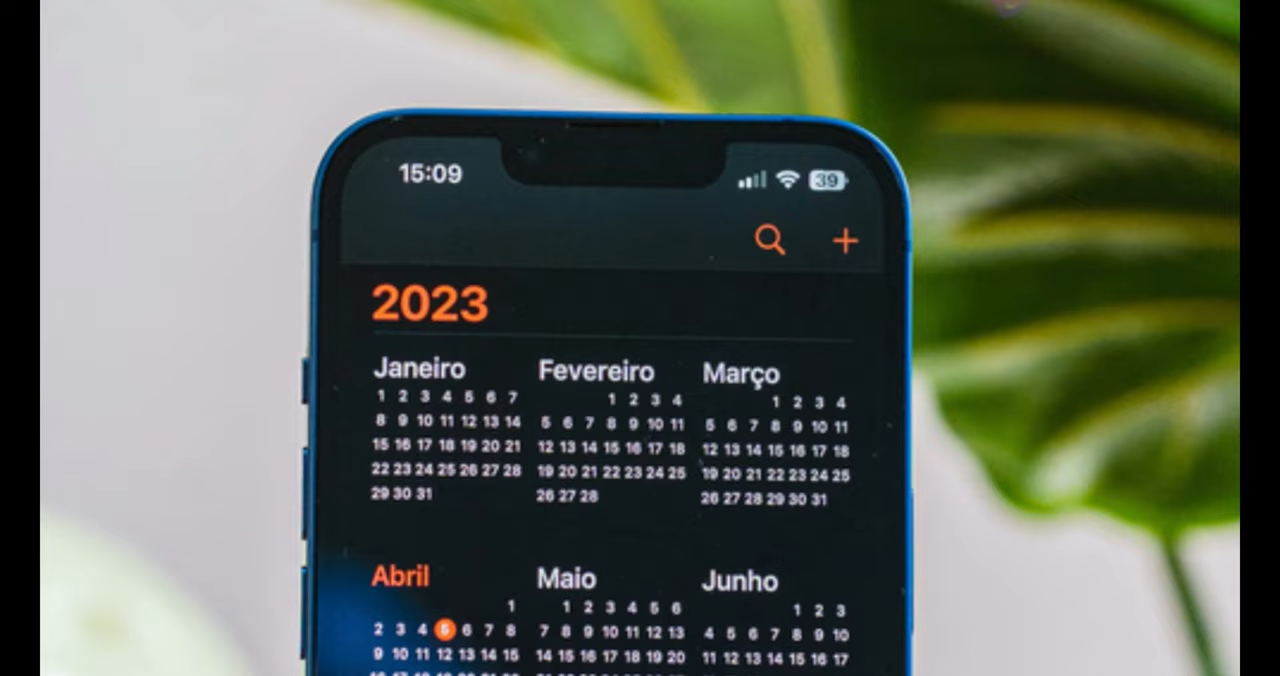 15:09 39
2023
Janeiro Fevereiro Março
1 2 3 4 5 6 7 1 2 3 4 1 2 3 4
8 9 10 11 12 13 14 5 6 7 8 9 10 11 5 6 7 8 9 10 11
15 16 17 18 19 20 21 12 13 14 15 16 17 18 12 13 14 15 16 17 18
22 23 24 25 26 27 28 19 20 21 22 23 24 25 19 20 21 22 23 24 25
29 30 31 26 27 28 26 27 28 29 30 31
Abril Maio Junho
1 1 2 3 4 5 6 1 2 3
2 3 4 5 6 7 8 7 8 9 10 11 12 13 4 5 6 7 8 9 10
9 10 11 12 13 14 15 14 15 16 17 18 19 20 11 12 13 14 15 16 17